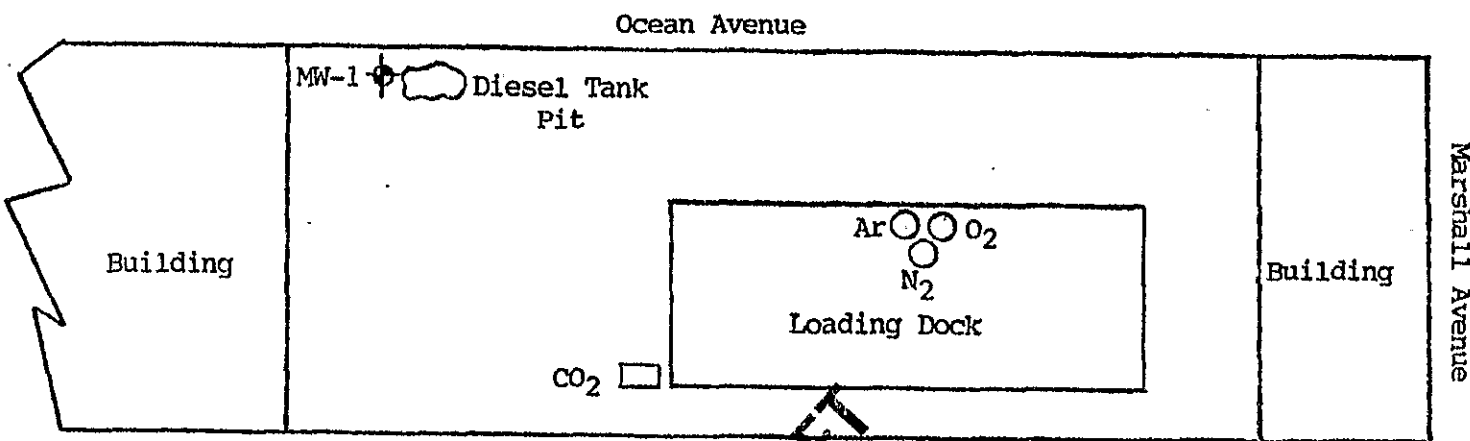 Ocean Avenue
MW-1
Diesel Tank
Pit
Marshall Avenue
Ar
O2
N2
Building
Building
Loading Dock
CO2